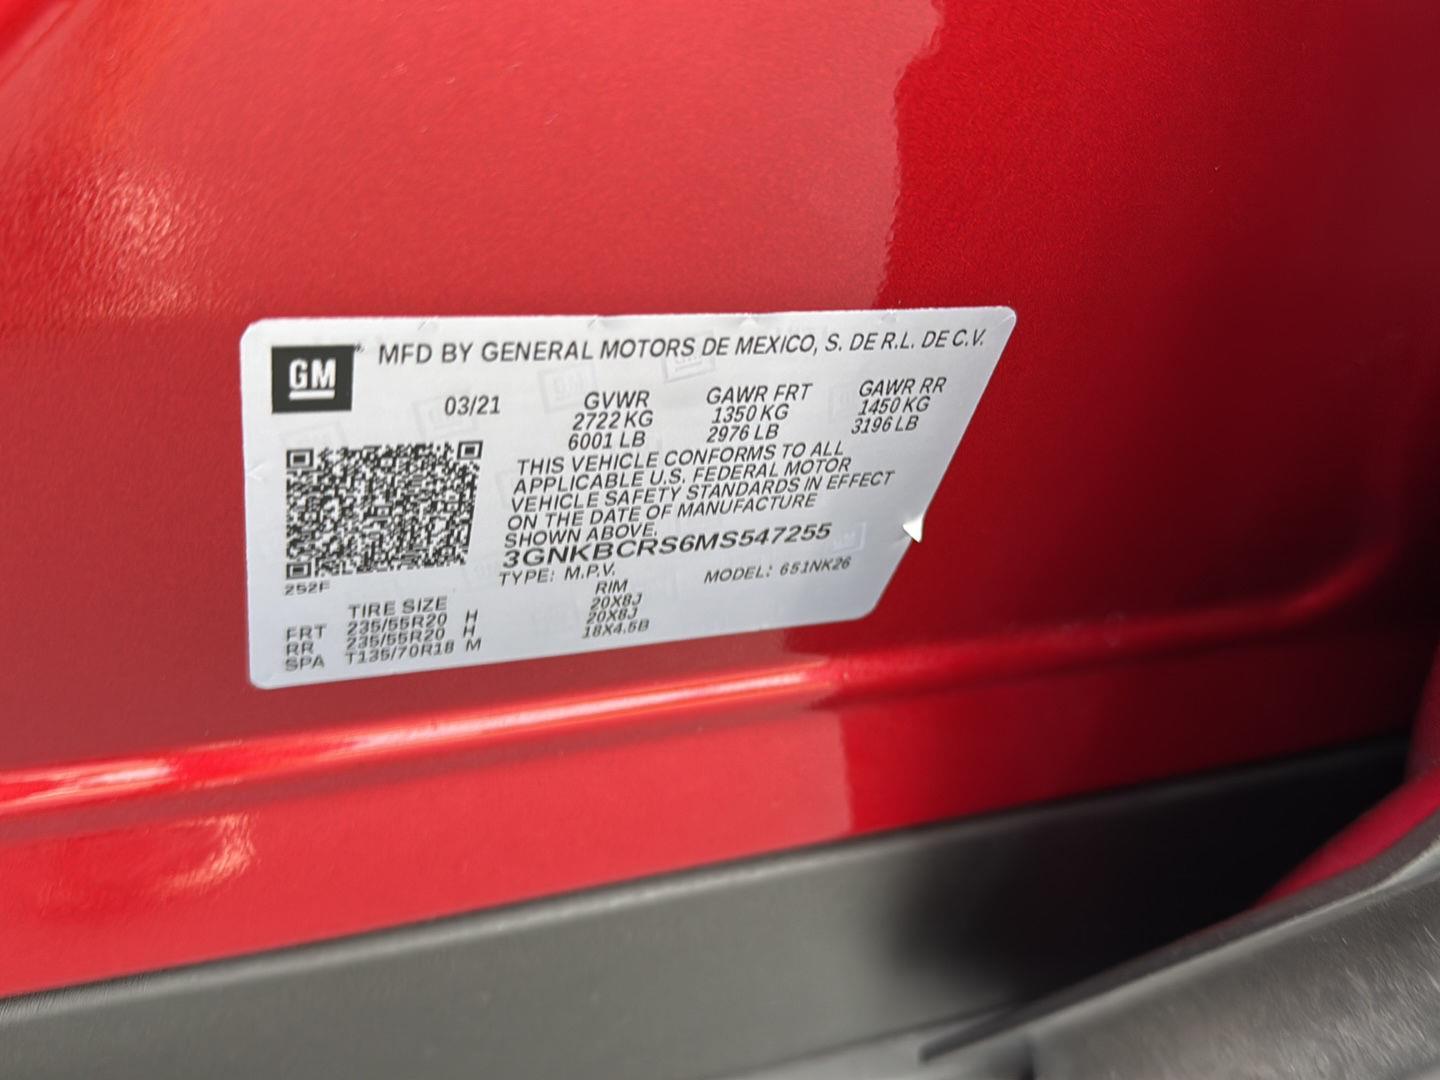 GM MFD BY GENERAL MOTORS DE MEXICO, S. DE R.L. DE C.V.
03/21 GVWR GAWR FRT GAWR RR
2722 KG 1350 KG 1450 KG
6001 LB 2976 LB 3196 LB
THIS VEHICLE CONFORMS TO ALL
APPLICABLE U.S. FEDERAL MOTOR
VEHICLE SAFETY STANDARDS IN EFFECT
ON THE DATE OF MANUFACTURE
SHOWN ABOVE.
3GNKBCRS6MS547255
TYPE: M.P.V. MODEL: 651NK26
252F
TIRE SIZE RIM
FRT 235/55R20 H 20X8J
RR 235/55R20 H 20X8J
SPA T135/70R18 M 18X4.5B